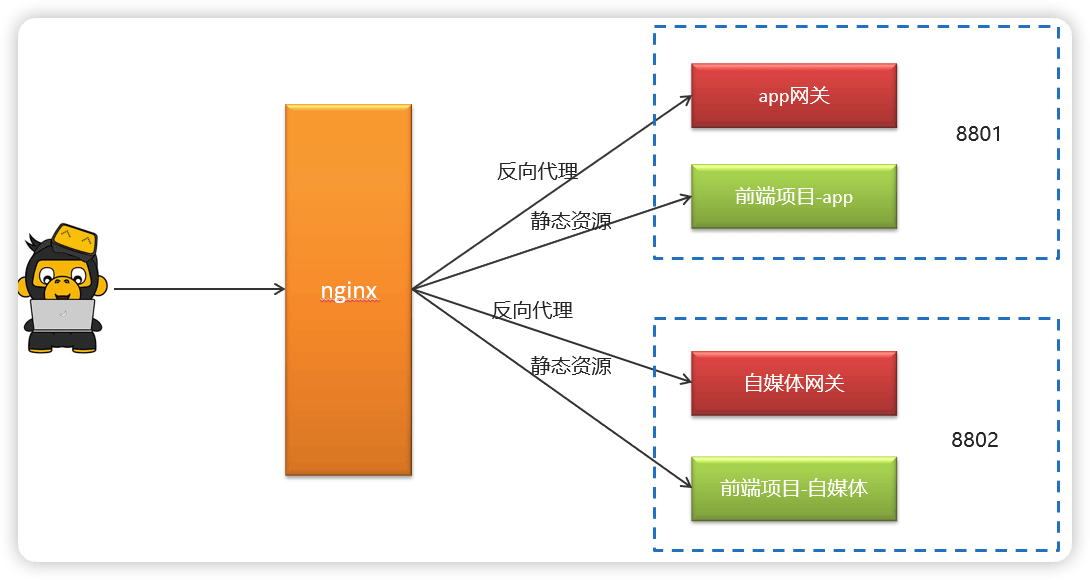 app网关
8801
反向代理
前端项目-app
静态资源
nginx
反向代理
静态资源
自媒体网关
8802
前端项目-自媒体